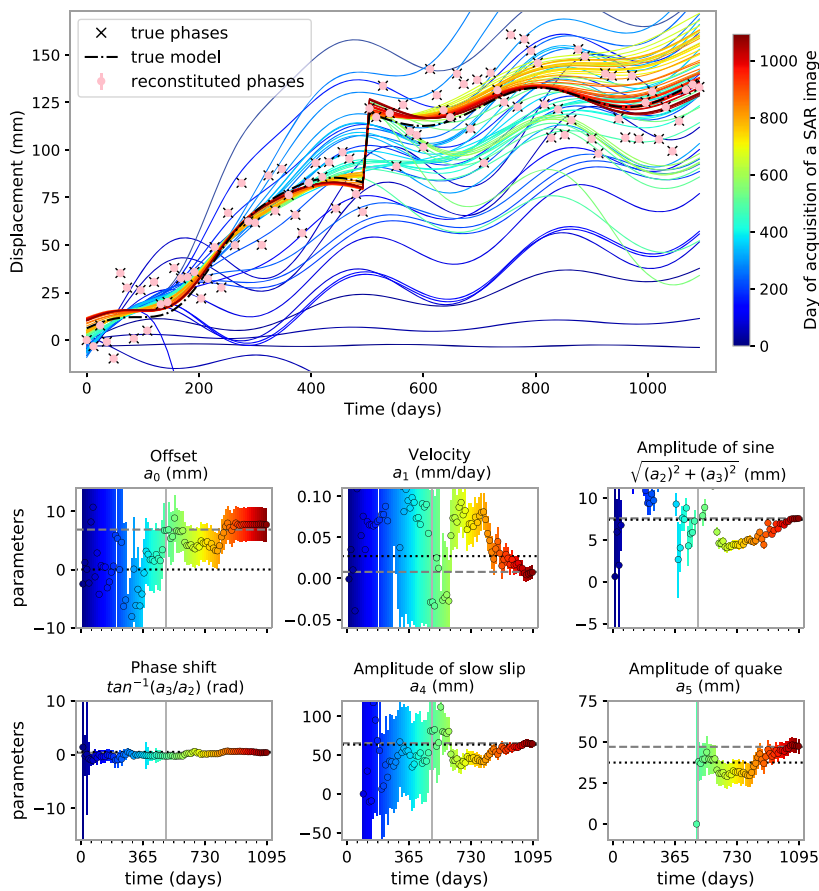 true phases
true model
reconstituted phases
150
125
100
75
50
25
0
Displacement (mm)
0 200 400 600 800 1000
Time (days)
1000
800
600
400
200
0
Day of acquisition of a SAR image
Offset
a₀ (mm)
10
0
−10
parameters
Velocity
a₁ (mm/day)
0.10
0.05
0.00
−0.05
Amplitude of sine
√((a₂)² + (a₃)²) (mm)
10
5
0
−5
Phase shift
tan⁻¹(a₃/a₂) (rad)
10
0
−10
parameters
0 365 730 1095
time (days)
Amplitude of slow slip
a₄ (mm)
100
50
0
−50
0 365 730 1095
time (days)
Amplitude of quake
a₅ (mm)
75
50
25
0
0 365 730 1095
time (days)